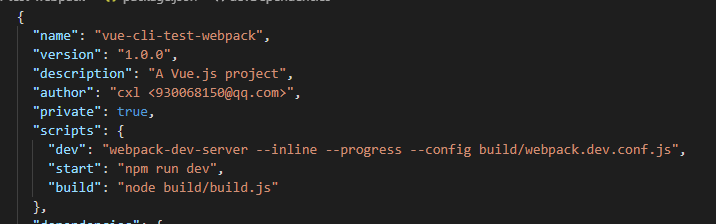 {
"name": "vue-cli-test-webpack",
"version": "1.0.0",
"description": "A Vue.js project",
"author": "cxl <930068150@qq.com>",
"private": true,
"scripts": {
"dev": "webpack-dev-server --inline --progress --config build/webpack.dev.conf.js",
"start": "npm run dev",
"build": "node build/build.js"
},
"dependencies": {